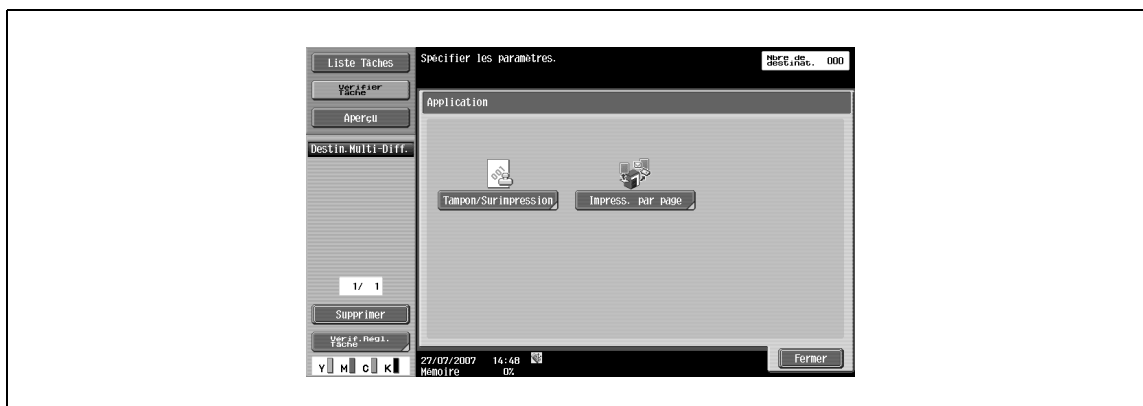 Liste Tâches
Vérifier
Tâche
Aperçu
Destin.Multi-Diff.
1/ 1
Supprimer
Vérif.Régl.
Tâche
Y M C K
Spécifier les paramètres.
Nbre de
destinat. 000
Application
Tampon/Surimpression
Impress. par page
27/07/2007 14:48
Mémoire 0%
Fermer